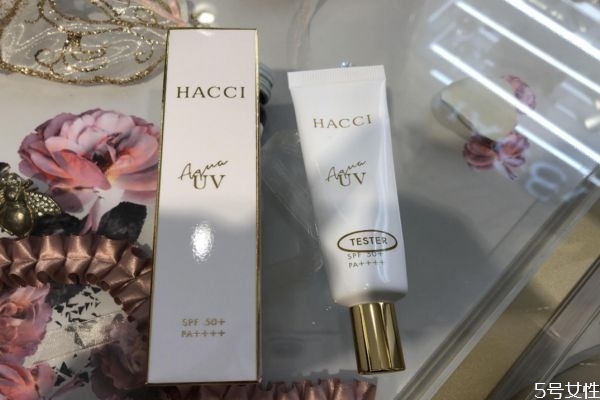 HACCI
Aqua
UV
SPF 50+
PA++++
HACCI
Aqua
UV
TESTER
SPF 50+
PA++++
5号女性